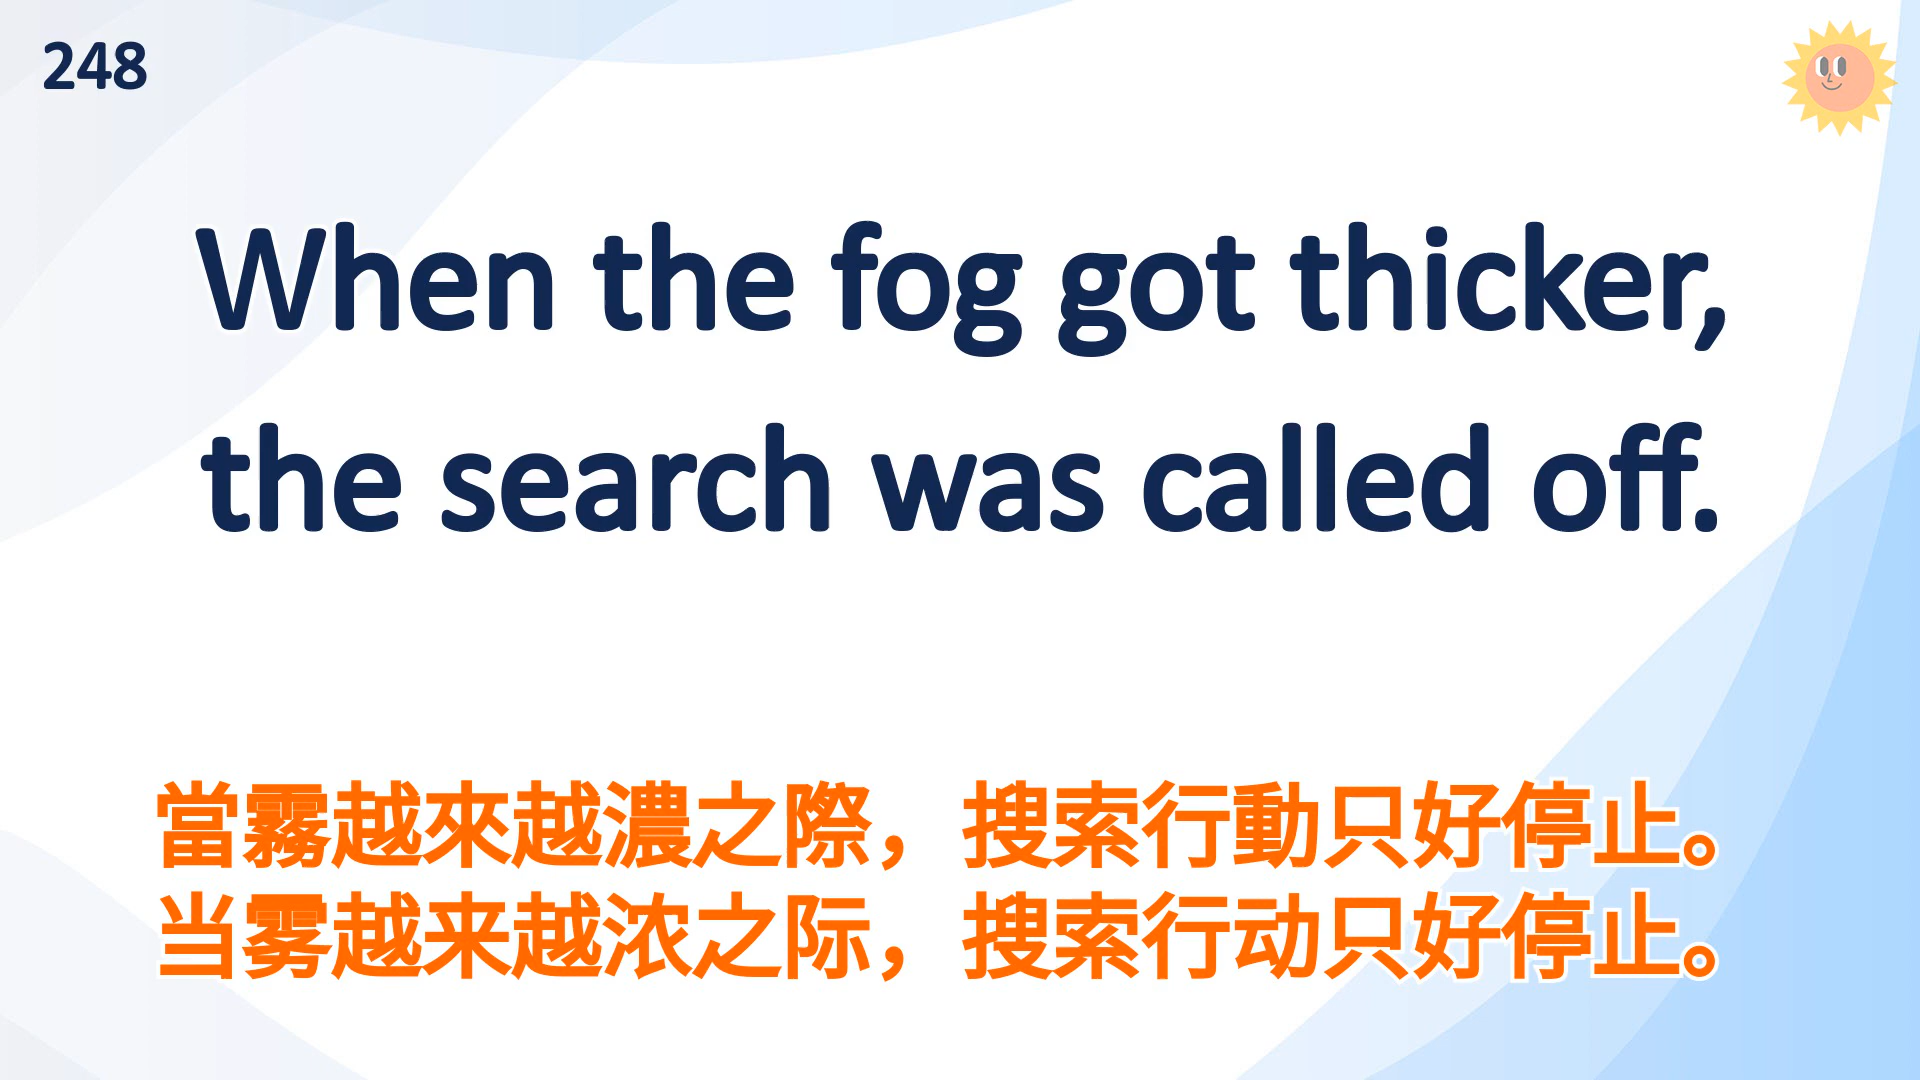 248
When the fog got thicker,
the search was called off.
當霧越來越濃之際，搜索行動只好停止。
当雾越来越浓之际，搜索行动只好停止。